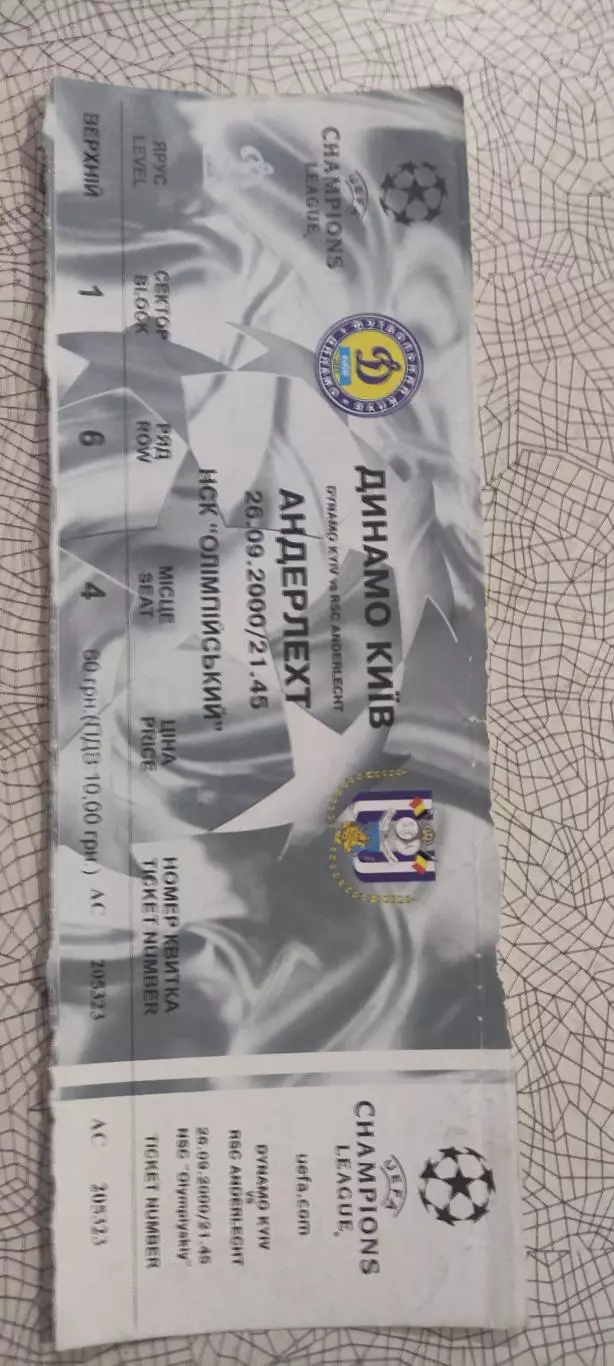 UEFA
CHAMPIONS
LEAGUE
ДИНАМО КИЇВ
DYNAMO KYIV vs RSC ANDERLECHT
АНДЕРЛЕХТ
26.09.2000/21.45
НСК "ОЛІМПІЙСЬКИЙ"
ЯРУС СЕКТОР РЯД МІСЦЕ ЦІНА НОМЕР КВИТКА
LEVEL BLOCK ROW SEAT PRICE TICKET NUMBER
ВЕРХНІЙ 1 6 4 60 грн.(ПДВ 10,00 грн.) АС 205323
UEFA
CHAMPIONS
LEAGUE
uefa.com
DYNAMO KYIV
vs
RSC ANDERLECHT
26.09.2000/21.45
NSC "Olympiyskiy"
TICKET NUMBER
АС 205323